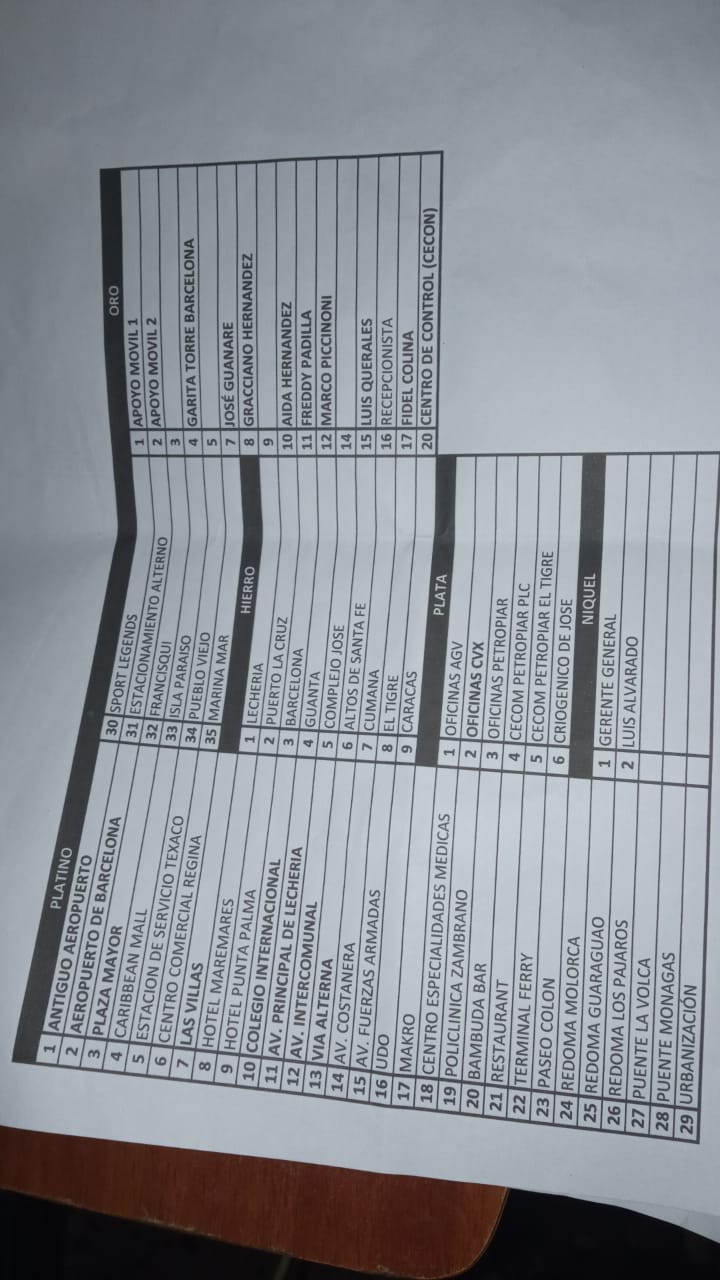 PLATINO
1 ANTIGUO AEROPUERTO
2 AEROPUERTO DE BARCELONA
3 PLAZA MAYOR
4 CARIBBEAN MALL
5 ESTACION DE SERVICIO TEXACO
6 CENTRO COMERCIAL REGINA
7 LAS VILLAS
8 HOTEL MAREMARES
9 HOTEL PUNTA PALMA
10 COLEGIO INTERNACIONAL
11 AV. PRINCIPAL DE LECHERIA
12 AV. INTERCOMUNAL
13 VIA ALTERNA
14 AV. COSTANERA
15 AV. FUERZAS ARMADAS
16 UDO
17 MAKRO
18 CENTRO ESPECIALIDADES MEDICAS
19 POLICLINICA ZAMBRANO
20 BAMBUDA BAR
21 RESTAURANT
22 TERMINAL FERRY
23 PASEO COLON
24 REDOMA MOLORCA
25 REDOMA GUARAGUAO
26 REDOMA LOS PAJAROS
27 PUENTE LA VOLCA
28 PUENTE MONAGAS
29 URBANIZACIÓN
30 SPORT LEGENDS
31 ESTACIONAMIENTO ALTERNO
32 FRANCISQUI
33 ISLA PARAISO
34 PUEBLO VIEJO
35 MARINA MAR
HIERRO
1 LECHERIA
2 PUERTO LA CRUZ
3 BARCELONA
4 GUANTA
5 COMPLEJO JOSE
6 ALTOS DE SANTA FE
7 CUMANA
8 EL TIGRE
9 CARACAS
PLATA
1 OFICINAS AGV
2 OFICINAS CVX
3 OFICINAS PETROPIAR
4 CECOM PETROPIAR PLC
5 CECOM PETROPIAR EL TIGRE
6 CRIOGENICO DE JOSE
NIQUEL
1 GERENTE GENERAL
2 LUIS ALVARADO
ORO
1 APOYO MOVIL 1
2 APOYO MOVIL 2
3
4 GARITA TORRE BARCELONA
5
7 JOSÉ GUANARE
8 GRACCIANO HERNANDEZ
9
10 AIDA HERNANDEZ
11 FREDDY PADILLA
12 MARCO PICCINONI
14
15 LUIS QUERALES
16 RECEPCIONISTA
17 FIDEL COLINA
20 CENTRO DE CONTROL (CECON)